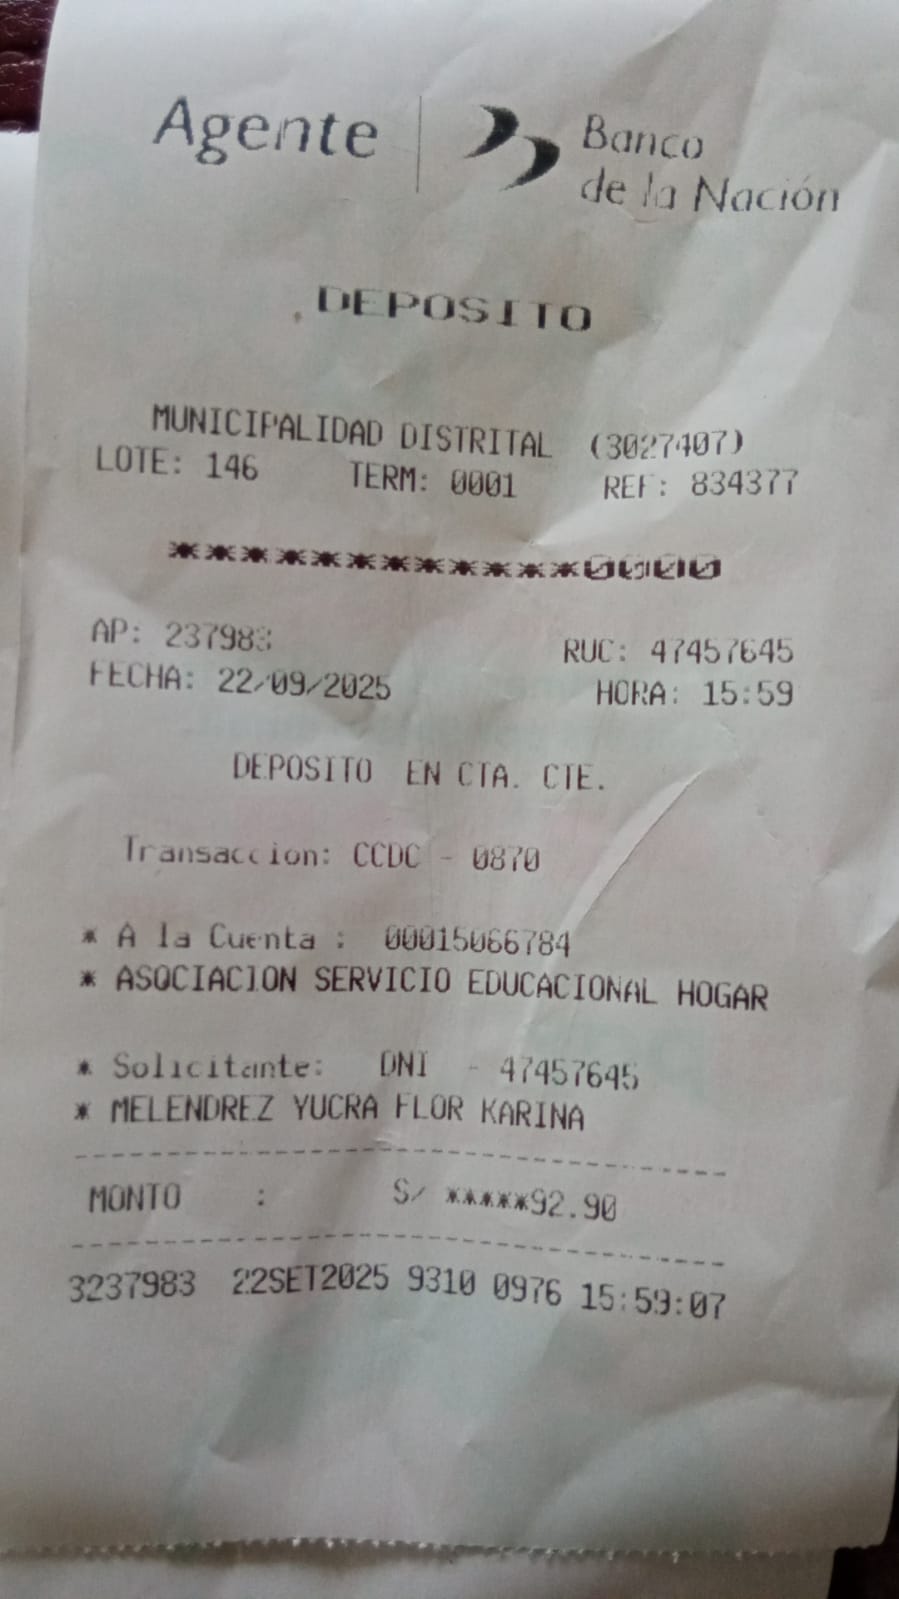 Agente | Banco
de la Nación
DEPOSITO
MUNICIPALIDAD DISTRITAL (3027407)
LOTE: 146 TERM: 0001 REF: 834377
************0000
AP: 237983 RUC: 47457645
FECHA: 22/09/2025 HORA: 15:59
DEPOSITO EN CTA. CTE.
Transaccion: CCDC - 0870
* A la Cuenta : 00015066784
* ASOCIACION SERVICIO EDUCACIONAL HOGAR
* Solicitante: DNI - 47457645
* MELENDREZ YUCRA FLOR KARINA
MONTO : S/ *****92.90
3237983 22SET2025 9310 0976 15:59:07